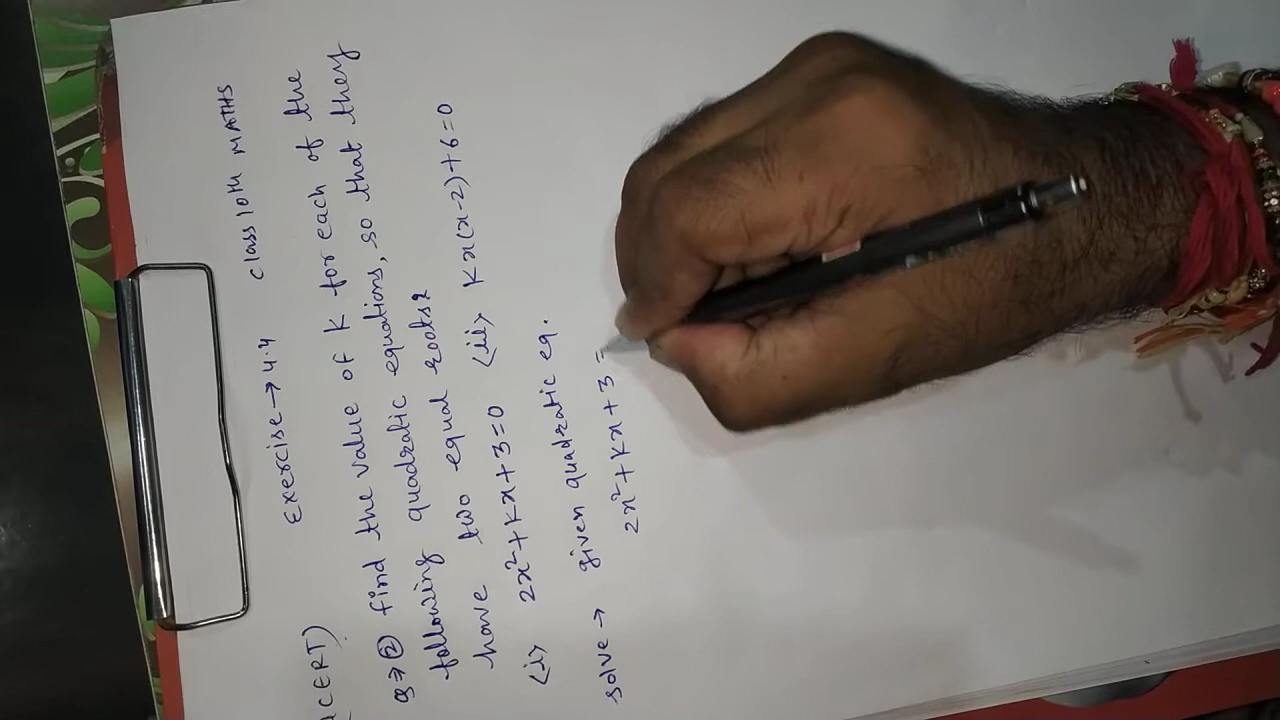 class 10th MATHS
(NCERT) Exercise → 4.4
Q → ② find the value of K for each of the
following quadratic equations, so that they
have two equal roots?
<i> 2x²+Kx+3=0 <ii> Kx(x-2)+6=0
solve → given quadratic eq.
2x²+Kx+3 =